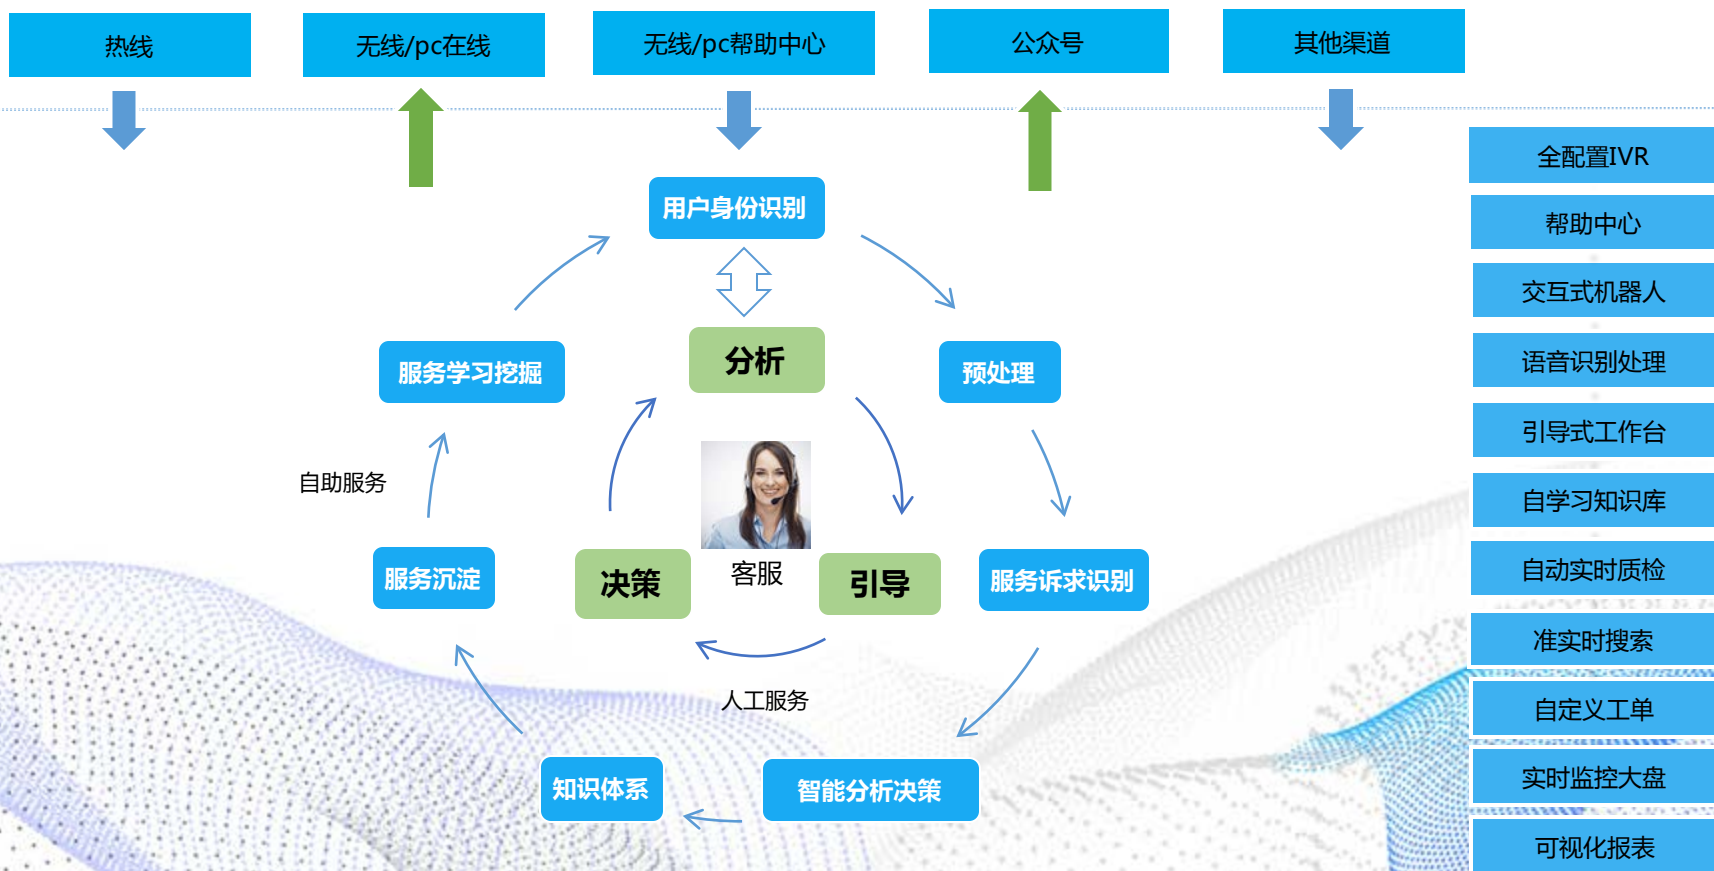 热线
无线/pc在线
无线/pc帮助中心
公众号
其他渠道
用户身份识别
分析
服务学习挖掘
预处理
自助服务
客服
服务沉淀
决策
引导
服务诉求识别
人工服务
知识体系
智能分析决策
全配置IVR
帮助中心
交互式机器人
语音识别处理
引导式工作台
自学习知识库
自动实时质检
准实时搜索
自定义工单
实时监控大盘
可视化报表